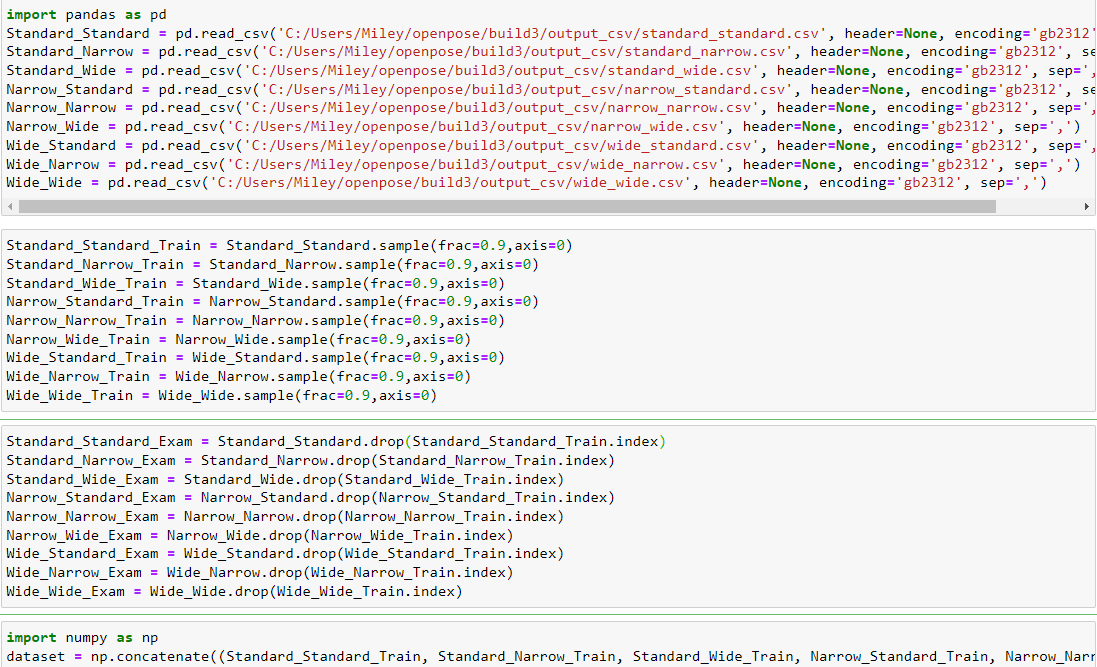 import pandas as pd
Standard_Standard = pd.read_csv('C:/Users/Miley/openpose/build3/output_csv/standard_standard.csv', header=None, encoding='gb2312'
Standard_Narrow = pd.read_csv('C:/Users/Miley/openpose/build3/output_csv/standard_narrow.csv', header=None, encoding='gb2312', se
Standard_Wide = pd.read_csv('C:/Users/Miley/openpose/build3/output_csv/standard_wide.csv', header=None, encoding='gb2312', sep=',
Narrow_Standard = pd.read_csv('C:/Users/Miley/openpose/build3/output_csv/narrow_standard.csv', header=None, encoding='gb2312', se
Narrow_Narrow = pd.read_csv('C:/Users/Miley/openpose/build3/output_csv/narrow_narrow.csv', header=None, encoding='gb2312', sep=',
Narrow_Wide = pd.read_csv('C:/Users/Miley/openpose/build3/output_csv/narrow_wide.csv', header=None, encoding='gb2312', sep=',')
Wide_Standard = pd.read_csv('C:/Users/Miley/openpose/build3/output_csv/wide_standard.csv', header=None, encoding='gb2312', sep=',
Wide_Narrow = pd.read_csv('C:/Users/Miley/openpose/build3/output_csv/wide_narrow.csv', header=None, encoding='gb2312', sep=',')
Wide_Wide = pd.read_csv('C:/Users/Miley/openpose/build3/output_csv/wide_wide.csv', header=None, encoding='gb2312', sep=',')
Standard_Standard_Train = Standard_Standard.sample(frac=0.9,axis=0)
Standard_Narrow_Train = Standard_Narrow.sample(frac=0.9,axis=0)
Standard_Wide_Train = Standard_Wide.sample(frac=0.9,axis=0)
Narrow_Standard_Train = Narrow_Standard.sample(frac=0.9,axis=0)
Narrow_Narrow_Train = Narrow_Narrow.sample(frac=0.9,axis=0)
Narrow_Wide_Train = Narrow_Wide.sample(frac=0.9,axis=0)
Wide_Standard_Train = Wide_Standard.sample(frac=0.9,axis=0)
Wide_Narrow_Train = Wide_Narrow.sample(frac=0.9,axis=0)
Wide_Wide_Train = Wide_Wide.sample(frac=0.9,axis=0)
Standard_Standard_Exam = Standard_Standard.drop(Standard_Standard_Train.index)
Standard_Narrow_Exam = Standard_Narrow.drop(Standard_Narrow_Train.index)
Standard_Wide_Exam = Standard_Wide.drop(Standard_Wide_Train.index)
Narrow_Standard_Exam = Narrow_Standard.drop(Narrow_Standard_Train.index)
Narrow_Narrow_Exam = Narrow_Narrow.drop(Narrow_Narrow_Train.index)
Narrow_Wide_Exam = Narrow_Wide.drop(Narrow_Wide_Train.index)
Wide_Standard_Exam = Wide_Standard.drop(Wide_Standard_Train.index)
Wide_Narrow_Exam = Wide_Narrow.drop(Wide_Narrow_Train.index)
Wide_Wide_Exam = Wide_Wide.drop(Wide_Wide_Train.index)
import numpy as np
dataset = np.concatenate((Standard_Standard_Train, Standard_Narrow_Train, Standard_Wide_Train, Narrow_Standard_Train, Narrow_Narr